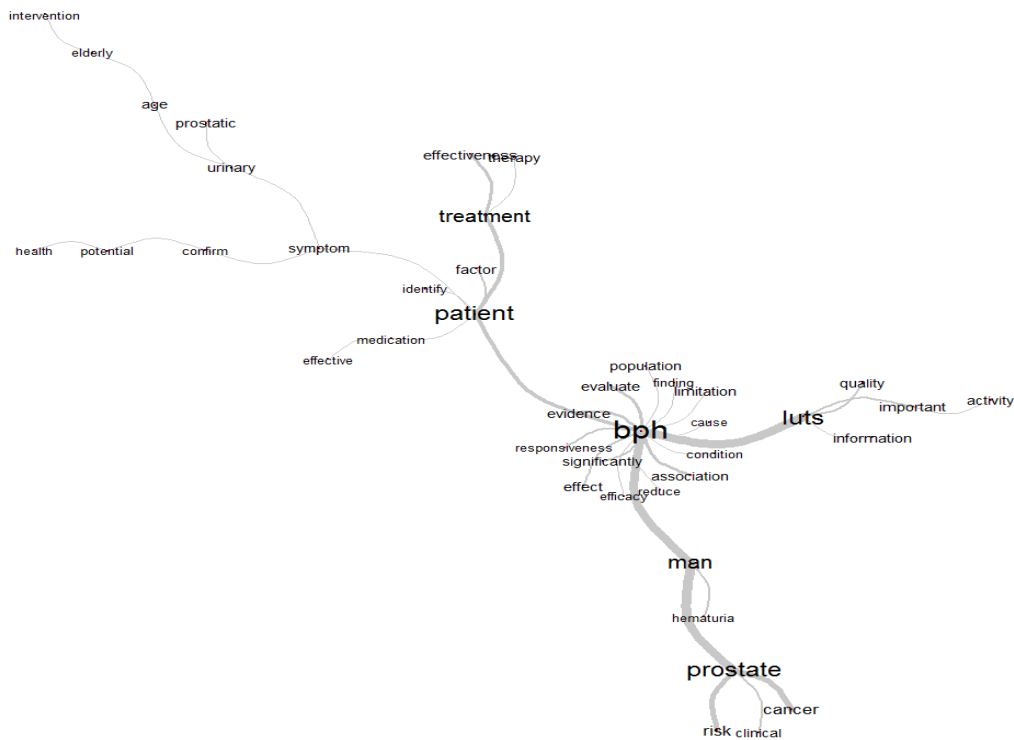 intervention
elderly
age
prostatic
urinary
effectiveness
therapy
treatment
health
potential
confirm
symptom
factor
identify
patient
medication
effective
population
evaluate
finding
limitation
quality
activity
important
evidence
luts
cause
bph
information
responsiveness
condition
significantly
association
effect
reduce
efficacy
man
hematuria
prostate
cancer
risk
clinical